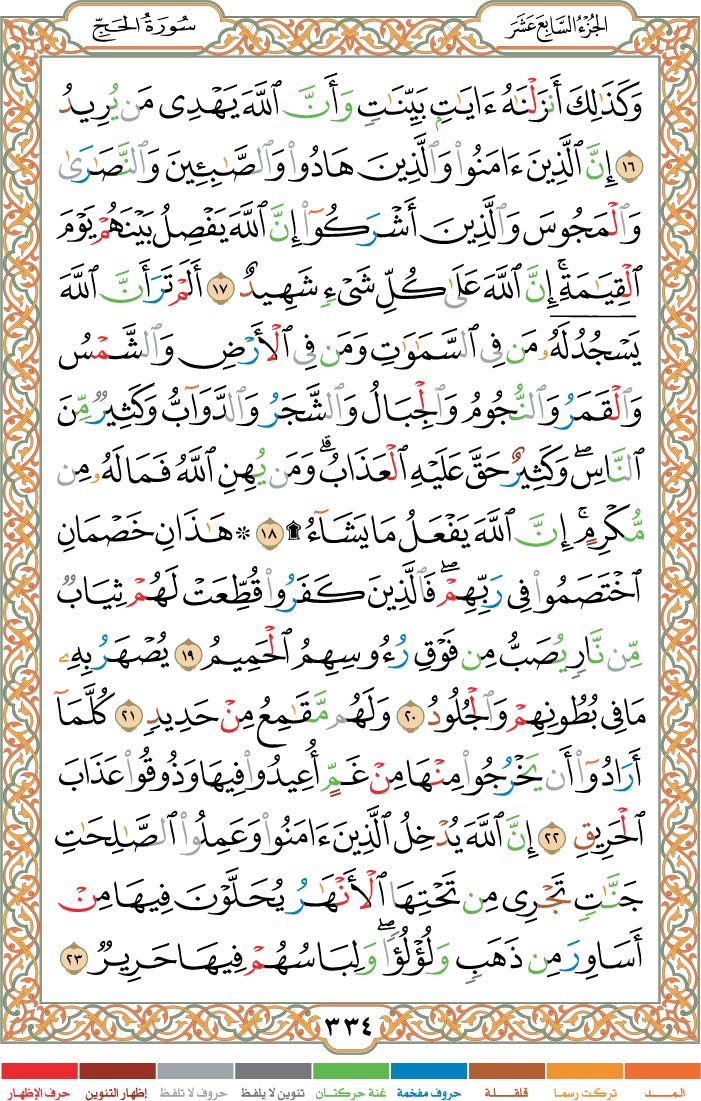 سُورَةُ الحَجِّ الجُزْءُ السَّابِعَ عَشَرَ
وَكَذَٰلِكَ أَنزَلْنَٰهُ ءَايَٰتٍۭ بَيِّنَٰتٍ وَأَنَّ ٱللَّهَ يَهْدِى مَن يُرِيدُ
١٦ إِنَّ ٱلَّذِينَ ءَامَنُوا۟ وَٱلَّذِينَ هَادُوا۟ وَٱلصَّٰبِـِٔينَ وَٱلنَّصَٰرَىٰ
وَٱلْمَجُوسَ وَٱلَّذِينَ أَشْرَكُوٓا۟ إِنَّ ٱللَّهَ يَفْصِلُ بَيْنَهُمْ يَوْمَ
ٱلْقِيَٰمَةِ ۚ إِنَّ ٱللَّهَ عَلَىٰ كُلِّ شَىْءٍ شَهِيدٌ ١٧ أَلَمْ تَرَ أَنَّ ٱللَّهَ
يَسْجُدُ لَهُۥ مَن فِى ٱلسَّمَٰوَٰتِ وَمَن فِى ٱلْأَرْضِ وَٱلشَّمْسُ
وَٱلْقَمَرُ وَٱلنُّجُومُ وَٱلْجِبَالُ وَٱلشَّجَرُ وَٱلدَّوَآبُّ وَكَثِيرٌ مِّنَ
ٱلنَّاسِ ۖ وَكَثِيرٌ حَقَّ عَلَيْهِ ٱلْعَذَابُ ۗ وَمَن يُهِنِ ٱللَّهُ فَمَا لَهُۥ مِن
مُّكْرِمٍ ۚ إِنَّ ٱللَّهَ يَفْعَلُ مَا يَشَآءُ ۩ ١٨ ۞ هَٰذَانِ خَصْمَانِ
ٱخْتَصَمُوا۟ فِى رَبِّهِمْ ۖ فَٱلَّذِينَ كَفَرُوا۟ قُطِّعَتْ لَهُمْ ثِيَابٌ
مِّن نَّارٍ يُصَبُّ مِن فَوْقِ رُءُوسِهِمُ ٱلْحَمِيمُ ١٩ يُصْهَرُ بِهِۦ
مَا فِى بُطُونِهِمْ وَٱلْجُلُودُ ٢٠ وَلَهُم مَّقَٰمِعُ مِنْ حَدِيدٍ ٢١ كُلَّمَآ
أَرَادُوٓا۟ أَن يَخْرُجُوا۟ مِنْهَا مِنْ غَمٍّ أُعِيدُوا۟ فِيهَا وَذُوقُوا۟ عَذَابَ
ٱلْحَرِيقِ ٢٢ إِنَّ ٱللَّهَ يُدْخِلُ ٱلَّذِينَ ءَامَنُوا۟ وَعَمِلُوا۟ ٱلصَّٰلِحَٰتِ
جَنَّٰتٍ تَجْرِى مِن تَحْتِهَا ٱلْأَنْهَٰرُ يُحَلَّوْنَ فِيهَا مِنْ
أَسَاوِرَ مِن ذَهَبٍ وَلُؤْلُؤًا ۖ وَلِبَاسُهُمْ فِيهَا حَرِيرٌ ٢٣
٣٣٤
المــــد تركت رسما قلقــلة حروف مفخمة غنة حركتـان تنوين لا يلفظ حروف لا تلفظ إظهار التنوين حرف الإظهار